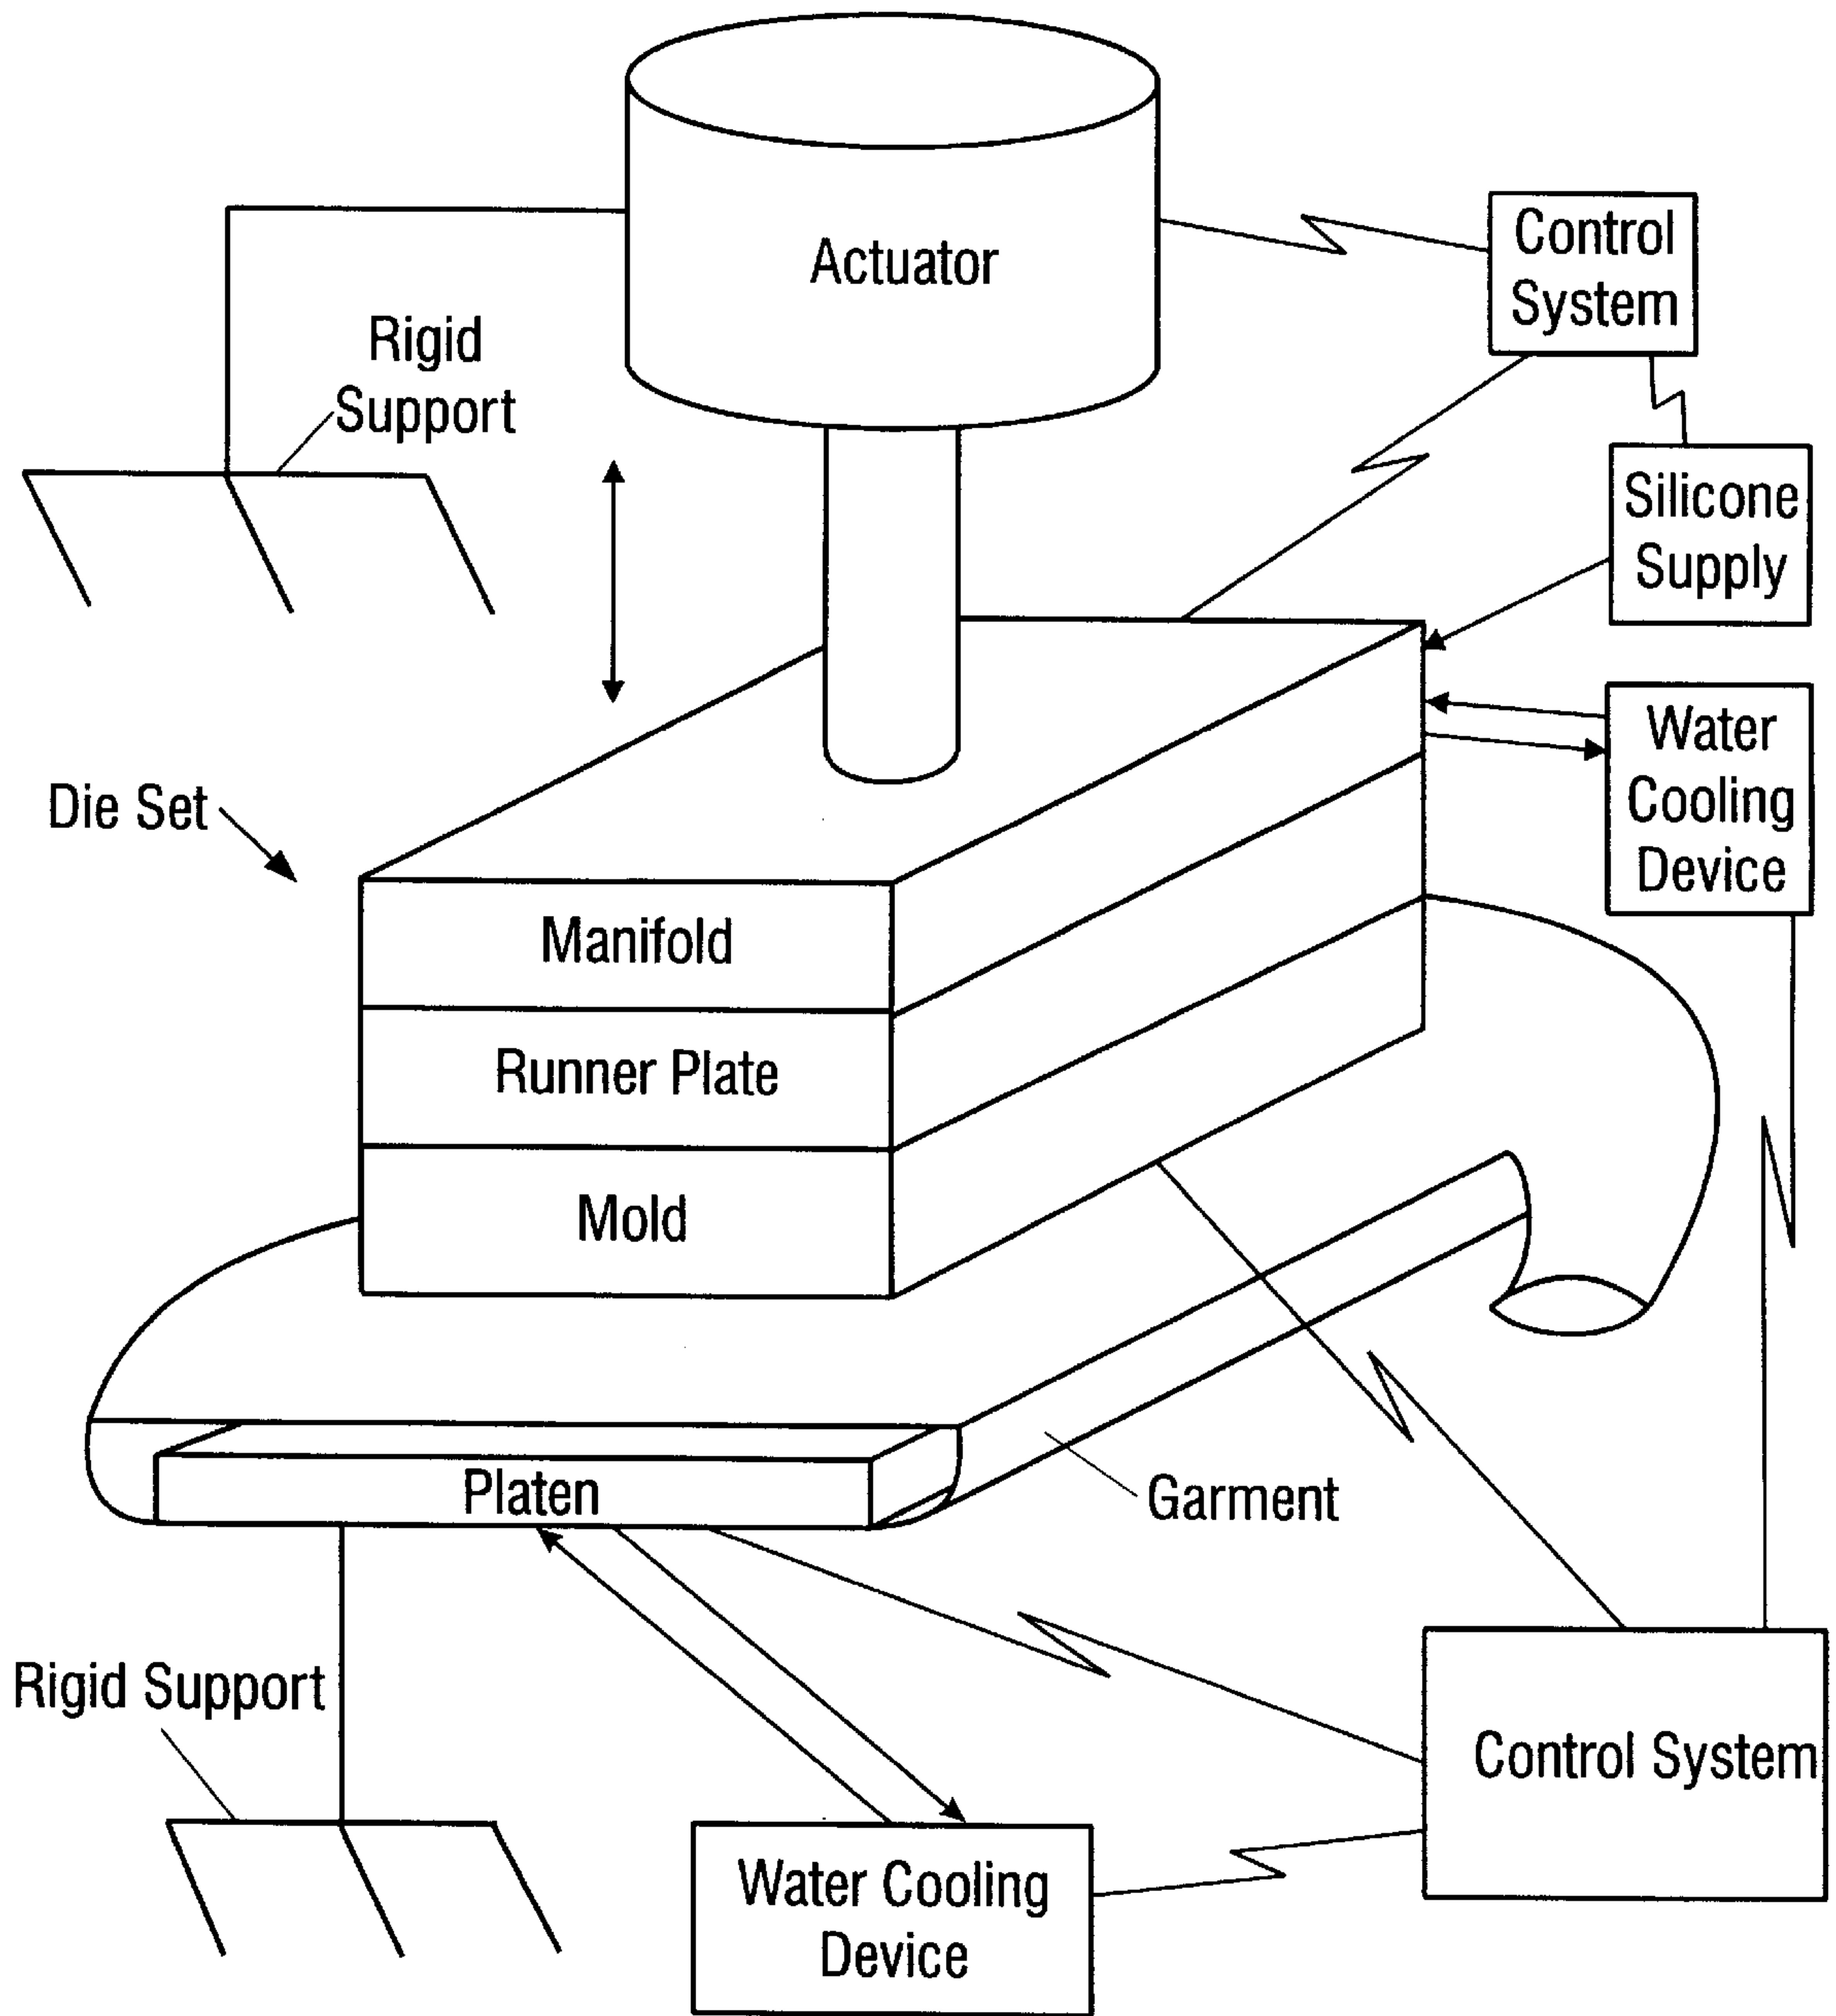 Actuator
Control
System
Rigid
Support
Silicone
Supply
Water
Cooling
Device
Die Set
Manifold
Runner Plate
Mold
Platen
Garment
Rigid Support
Control System
Water Cooling
Device